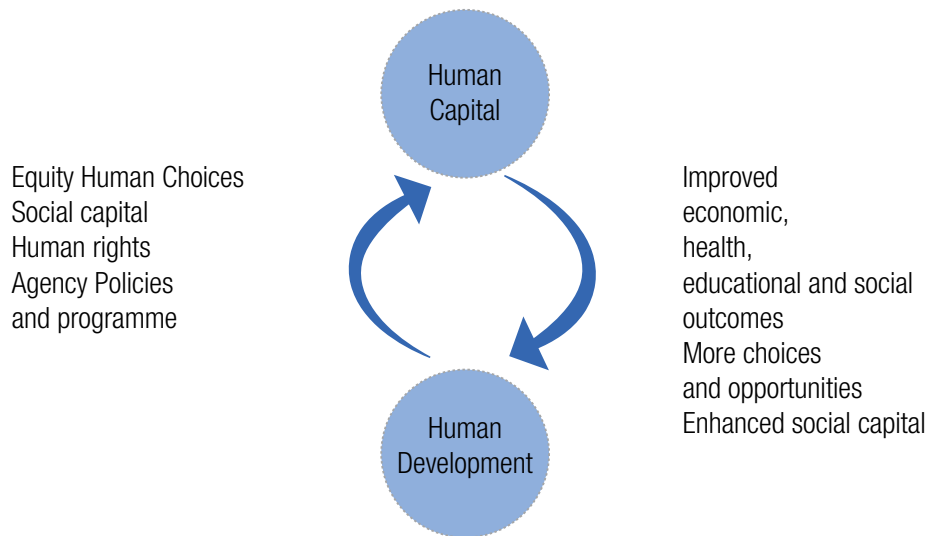 Human
Capital
Equity Human Choices
Social capital
Human rights
Agency Policies
and programme
Improved
economic,
health,
educational and social
outcomes
More choices
and opportunities
Enhanced social capital
Human
Development